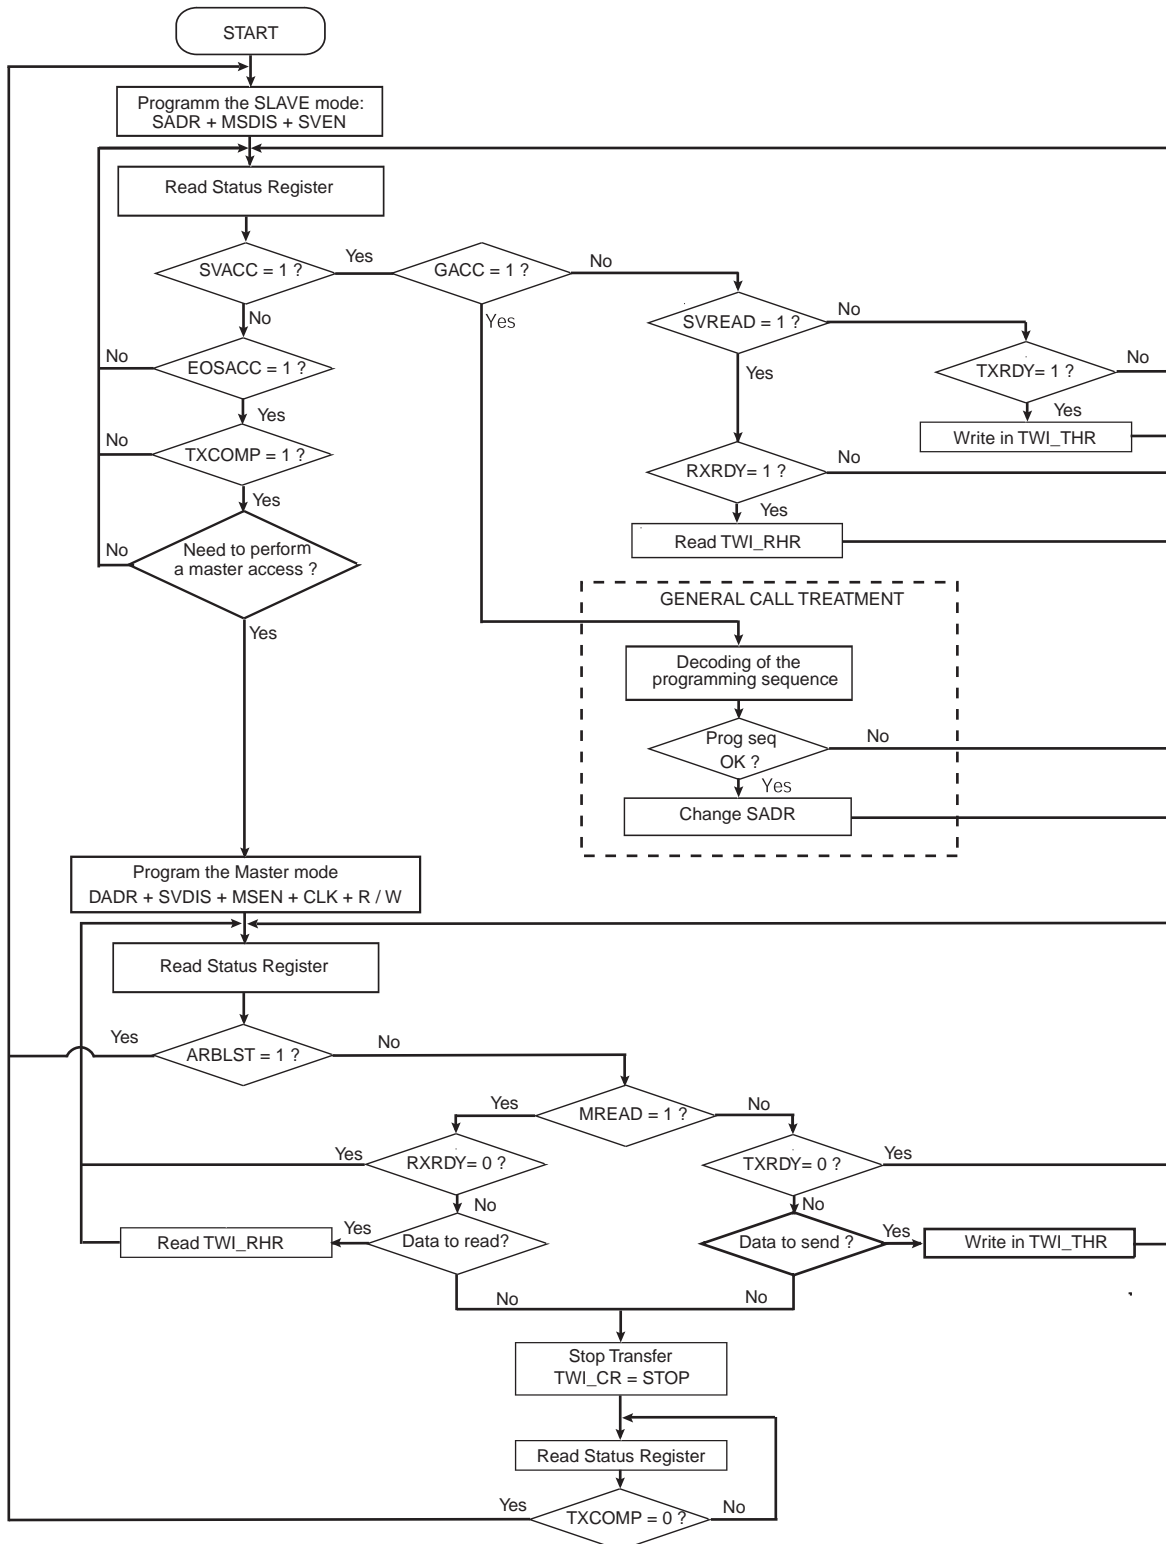 START
Programm the SLAVE mode:
SADR + MSDIS + SVEN
Read Status Register
SVACC = 1 ?
Yes
GACC = 1 ?
No
SVREAD = 1 ?
No
Yes
No
No
EOSACC = 1 ?
Yes
TXRDY= 1 ?
No
Yes
Yes
Write in TWI_THR
No
TXCOMP = 1 ?
RXRDY= 1 ?
No
Yes
Yes
Read TWI_RHR
No
Need to perform
a master access ?
Yes
GENERAL CALL TREATMENT
Decoding of the
programming sequence
Prog seq
OK ?
No
Yes
Change SADR
Program the Master mode
DADR + SVDIS + MSEN + CLK + R / W
Read Status Register
Yes
ARBLST = 1 ?
No
Yes
MREAD = 1 ?
No
Yes
RXRDY= 0 ?
TXRDY= 0 ?
Yes
No
No
Read TWI_RHR
Yes
Data to read?
Data to send ?
Yes
Write in TWI_THR
No
No
Stop Transfer
TWI_CR = STOP
Read Status Register
Yes
TXCOMP = 0 ?
No